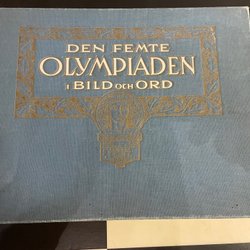 DEN FEMTE
OLYMPIADEN
I BILD OCH ORD